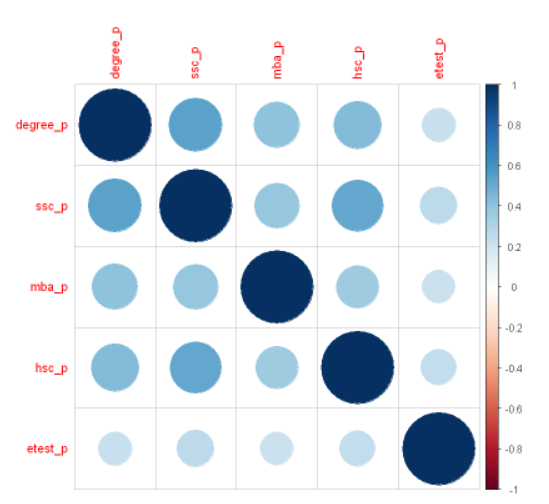 degree_p
ssc_p
mba_p
hsc_p
etest_p
degree_p
ssc_p
mba_p
hsc_p
etest_p
1
0.8
0.6
0.4
0.2
0
-0.2
-0.4
-0.6
-0.8
-1